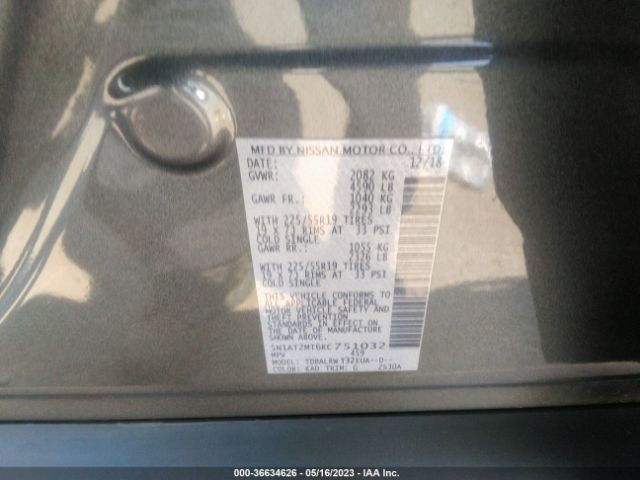 MFD BY NISSAN MOTOR CO., LTD.
DATE: 12/18
GVWR: 2082 KG
4590 LB
GAWR FR.: 1040 KG
2293 LB
WITH 225/55R19 TIRES
19 X 7J RIMS AT 33 PSI
COLD SINGLE
GAWR RR.: 1055 KG
2326 LB
WITH 225/55R19 TIRES
19 X 7J RIMS AT 33 PSI
COLD SINGLE
THIS VEHICLE CONFORMS TO
ALL APPLICABLE FEDERAL
MOTOR VEHICLE SAFETY AND
THEFT PREVENTION
STANDARDS IN EFFECT ON
THE DATE OF MANUFACTURE
SHOWN ABOVE.
5N1AT2MT6KC751032
MPV 459
TDBALRW T32EUA--D--
COLOR: KAD TRIM: G 2530A
000-36634626 - 05/16/2023 - IAA Inc.